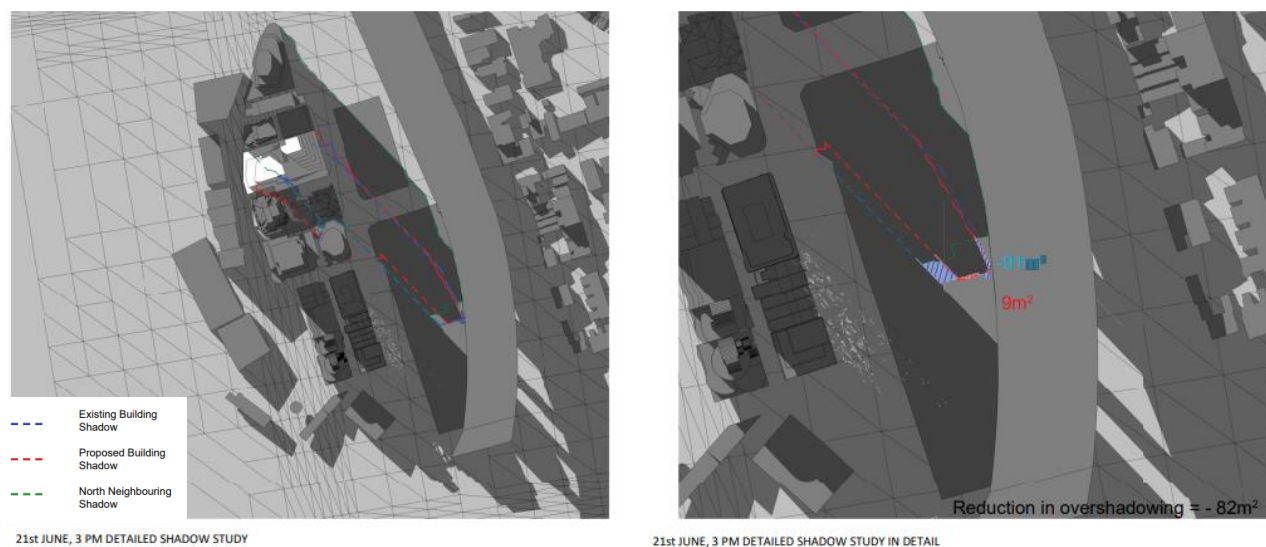 Existing Building
Shadow
Proposed Building
Shadow
North Neighbouring
Shadow
21st JUNE, 3 PM DETAILED SHADOW STUDY
-91m²
9m²
Reduction in overshadowing = - 82m²
21st JUNE, 3 PM DETAILED SHADOW STUDY IN DETAIL